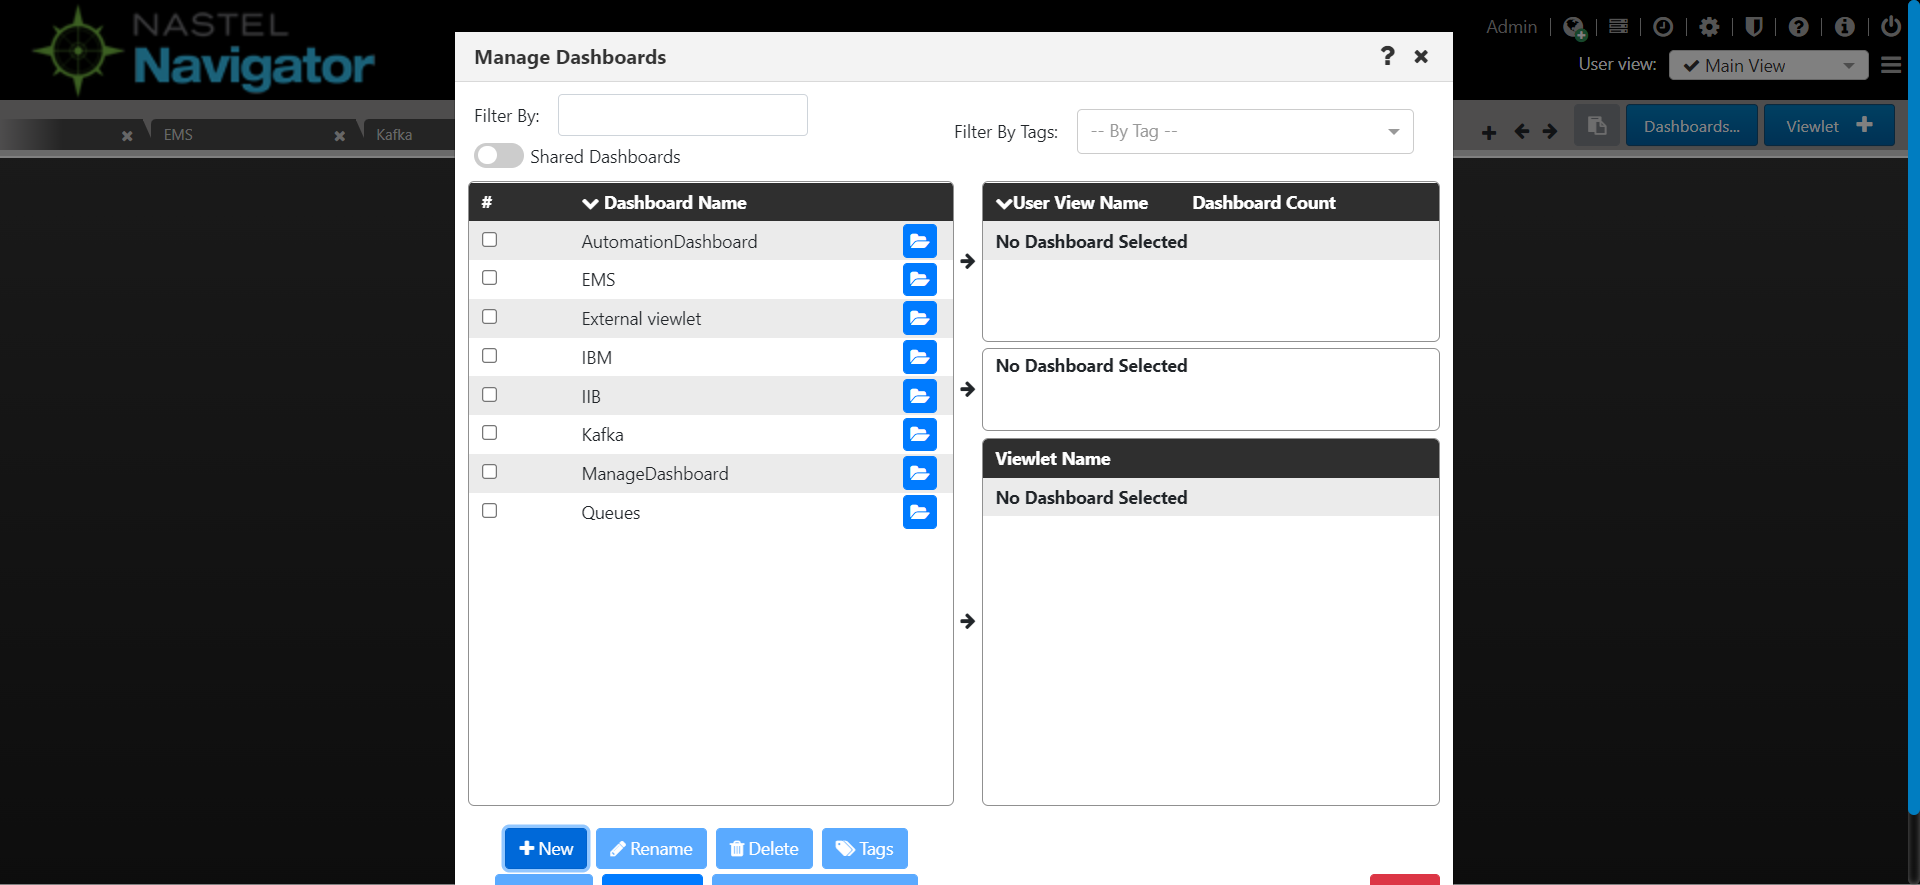 NASTEL
Navigator
Admin
User view:
Main View
EMS
Kafka
Dashboards...
Viewlet
Manage Dashboards
Filter By:
Filter By Tags:
-- By Tag --
Shared Dashboards
# Dashboard Name
AutomationDashboard
EMS
External viewlet
IBM
IIB
Kafka
ManageDashboard
Queues
User View Name Dashboard Count
No Dashboard Selected
No Dashboard Selected
Viewlet Name
No Dashboard Selected
New
Rename
Delete
Tags